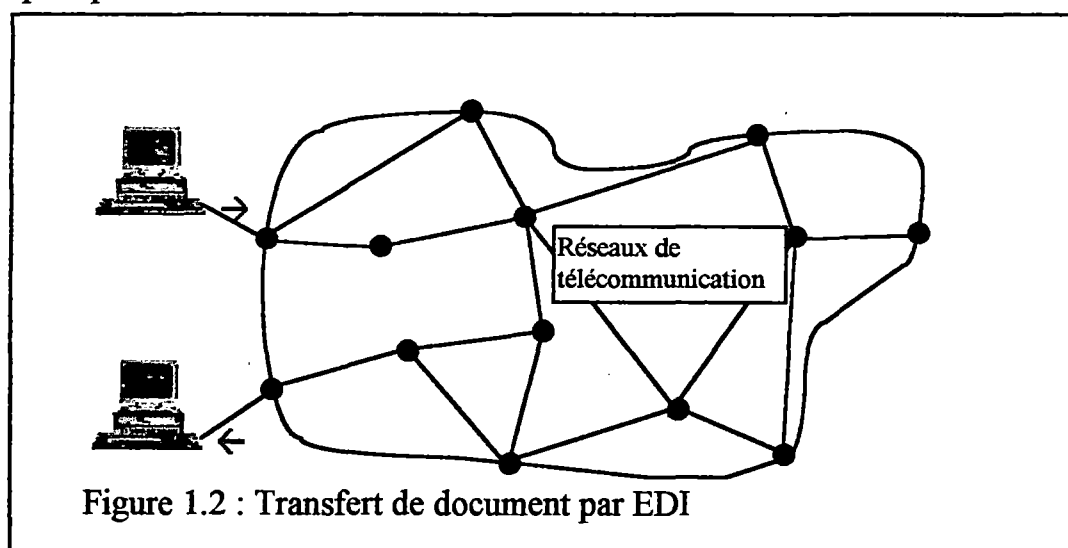 Réseaux de
télécommunication
Figure 1.2 : Transfert de document par EDI